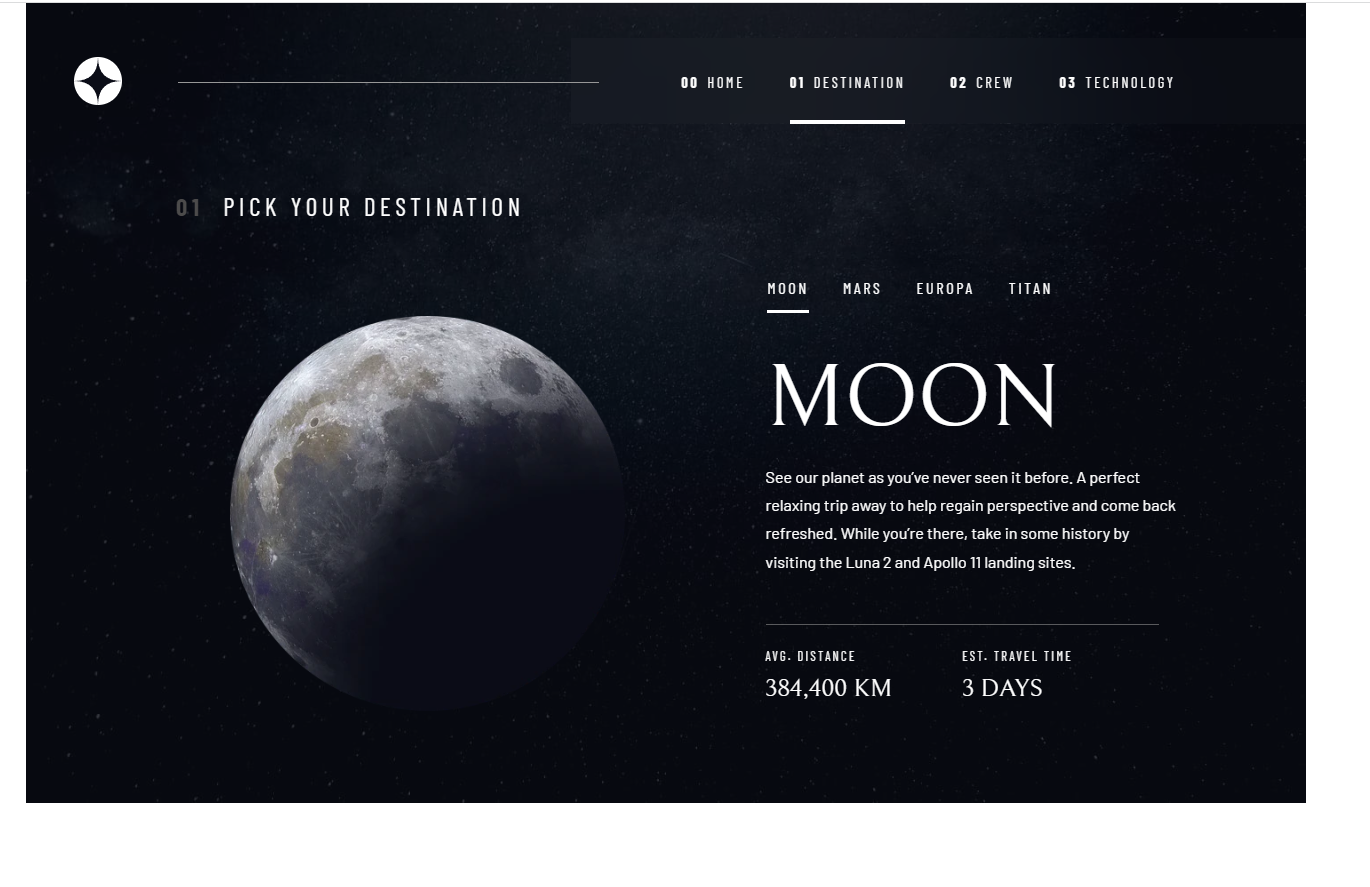 00 HOME 01 DESTINATION 02 CREW 03 TECHNOLOGY
01 PICK YOUR DESTINATION
MOON MARS EUROPA TITAN
MOON
See our planet as you’ve never seen it before. A perfect
relaxing trip away to help regain perspective and come back
refreshed. While you’re there, take in some history by
visiting the Luna 2 and Apollo 11 landing sites.
AVG. DISTANCE
384,400 KM
EST. TRAVEL TIME
3 DAYS